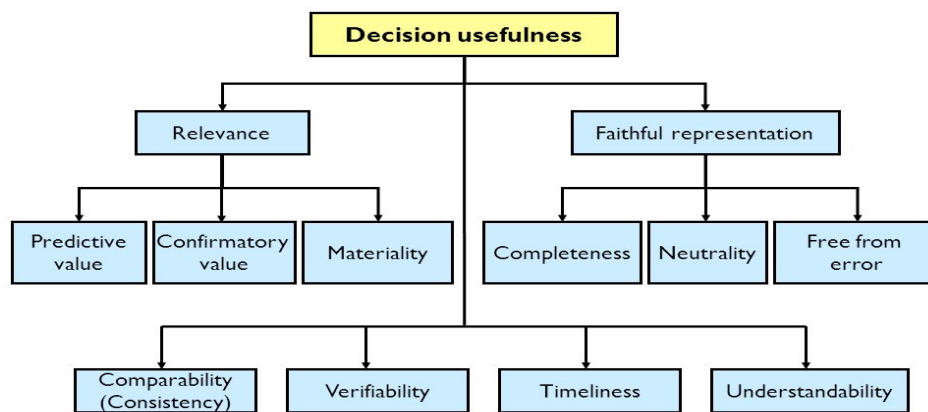 Decision usefulness
Relevance
Faithful representation
Predictive
value
Confirmatory
value
Materiality
Completeness
Neutrality
Free from
error
Comparability
(Consistency)
Verifiability
Timeliness
Understandability